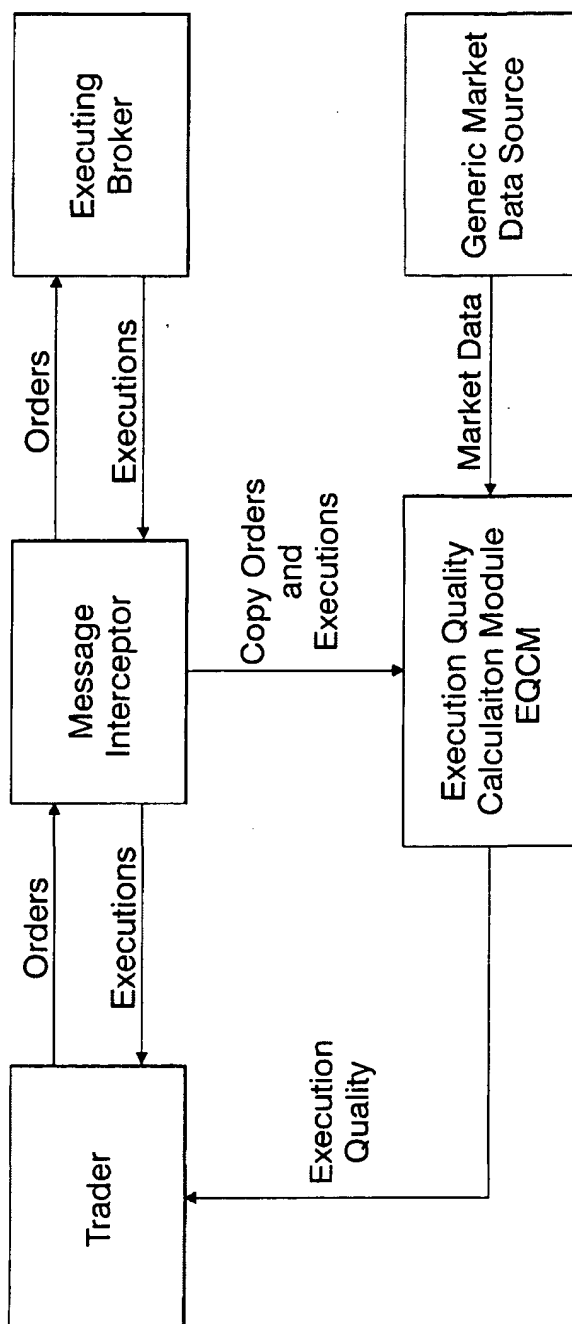 Trader
Orders
Executions
Message
Interceptor
Orders
Executions
Executing
Broker
Execution
Quality
Copy Orders
and
Executions
Execution Quality
Calculaiton Module
EQCM
Market Data
Generic Market
Data Source